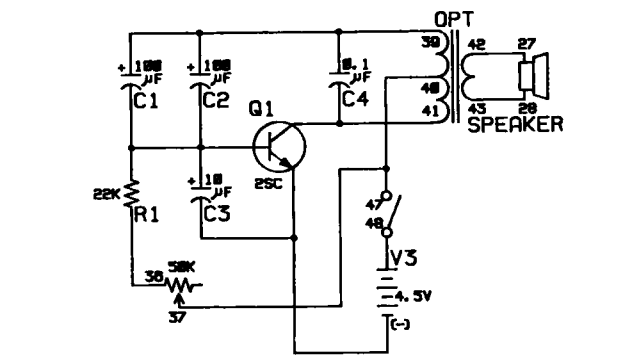 OPT
39
42
27
+ 100 µF
C1
+ 100 µF
C2
0.1 µF
C4
40
41
43
28
SPEAKER
Q1
2SC
22K
R1
+ 10 µF
C3
47
48
38
50K
37
V3
4.5V
(-)